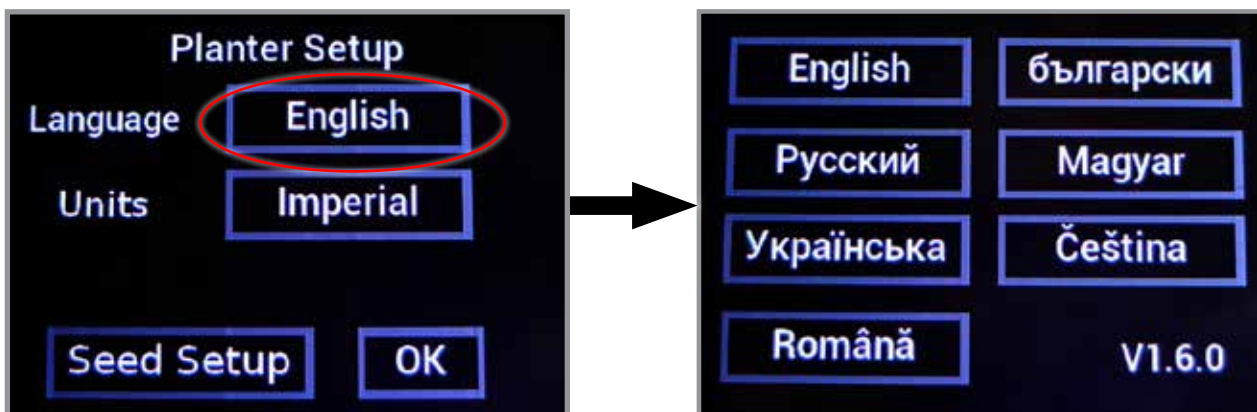 Planter Setup
Language English
Units Imperial
Seed Setup OK
English български
Русский Magyar
Українська Čeština
Română V1.6.0